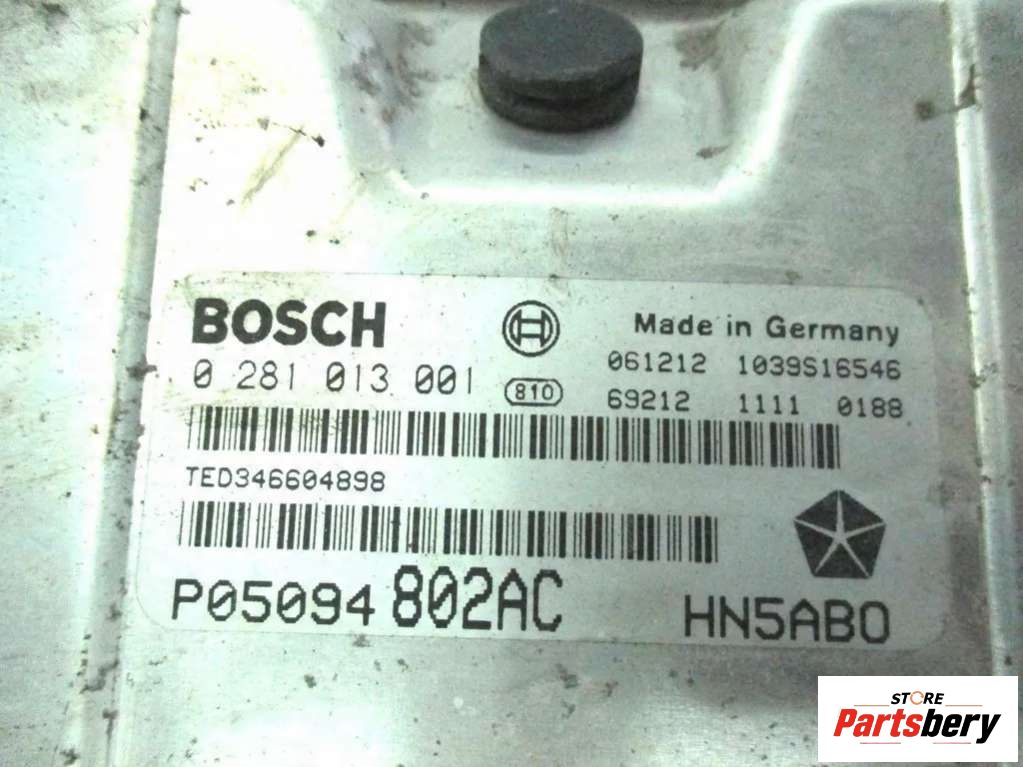 BOSCH
Made in Germany
0 281 013 001
810
061212 1039S16546
69212 1111 0188
TED346604898
P05094 802AC
HN5AB0
STORE
Partsbery